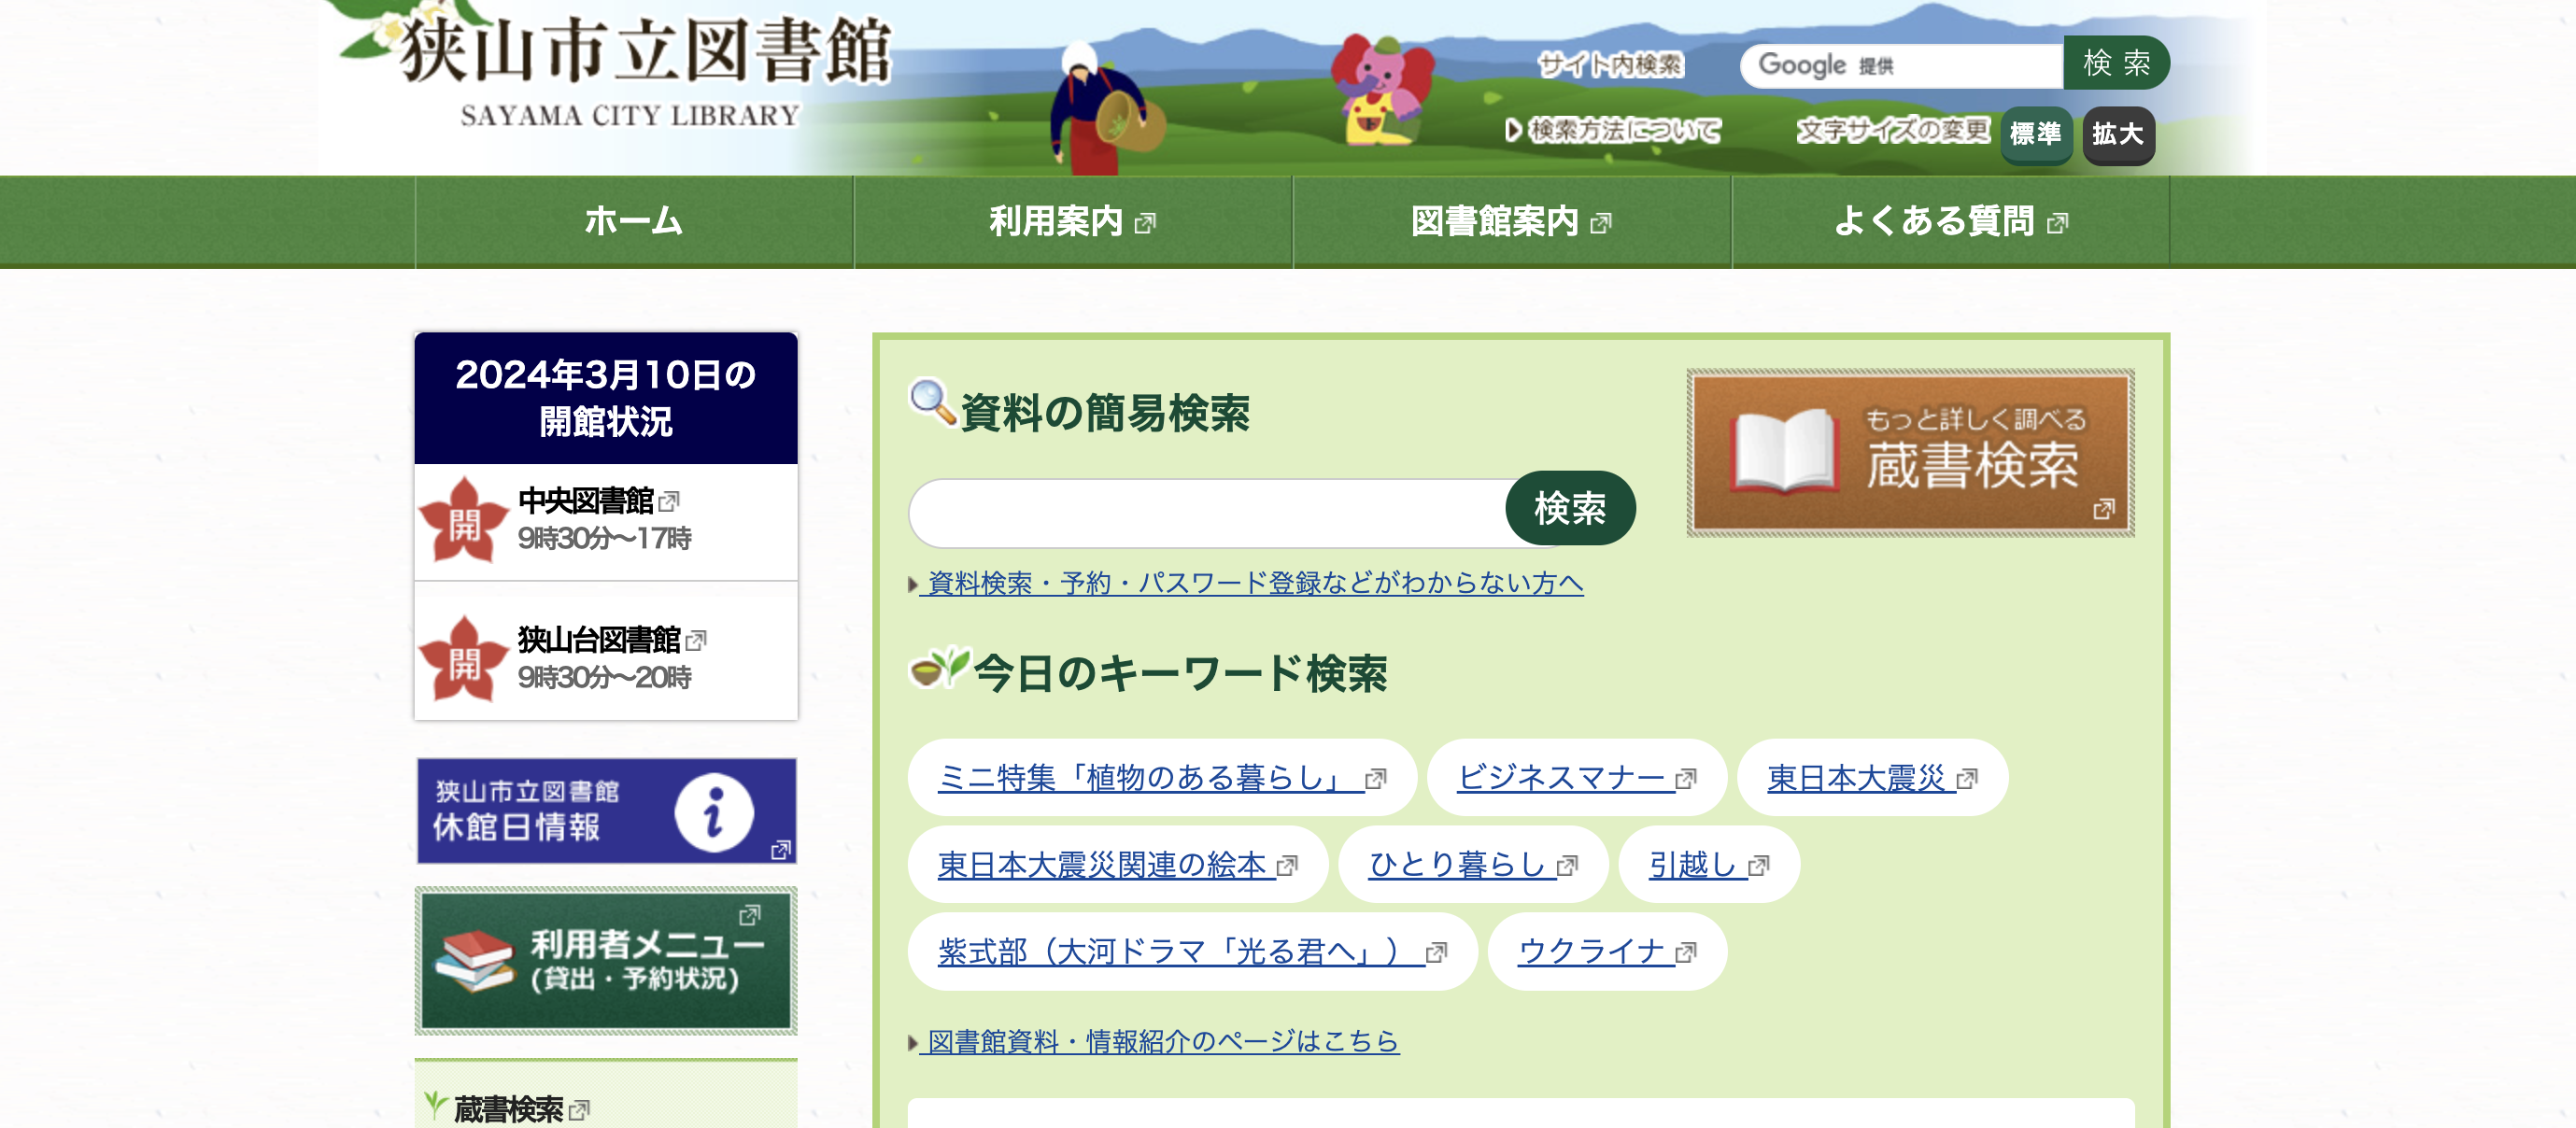 狭山市立図書館
SAYAMA CITY LIBRARY
サイト内検索
Google 提供
検索
検索方法について
文字サイズの変更
標準
拡大
ホーム
利用案内
図書館案内
よくある質問
2024年3月10日の
開館状況
開
中央図書館
9時30分～17時
開
狭山台図書館
9時30分～20時
狭山市立図書館
休館日情報
i
利用者メニュー
(貸出・予約状況)
蔵書検索
資料の簡易検索
検索
もっと詳しく調べる
蔵書検索
資料検索・予約・パスワード登録などがわからない方へ
今日のキーワード検索
ミニ特集「植物のある暮らし」
ビジネスマナー
東日本大震災
東日本大震災関連の絵本
ひとり暮らし
引越し
紫式部（大河ドラマ「光る君へ」）
ウクライナ
図書館資料・情報紹介のページはこちら